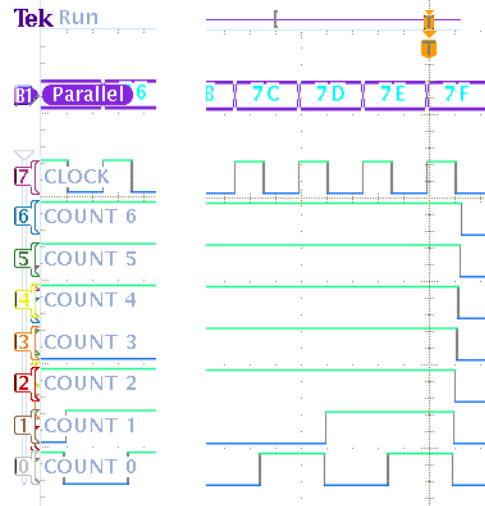 Tek Run
T
T
B1 Parallel 6 B 7C 7D 7E 7F
7 CLOCK
6 COUNT 6
5 COUNT 5
4 COUNT 4
3 COUNT 3
2 COUNT 2
1 COUNT 1
0 COUNT 0